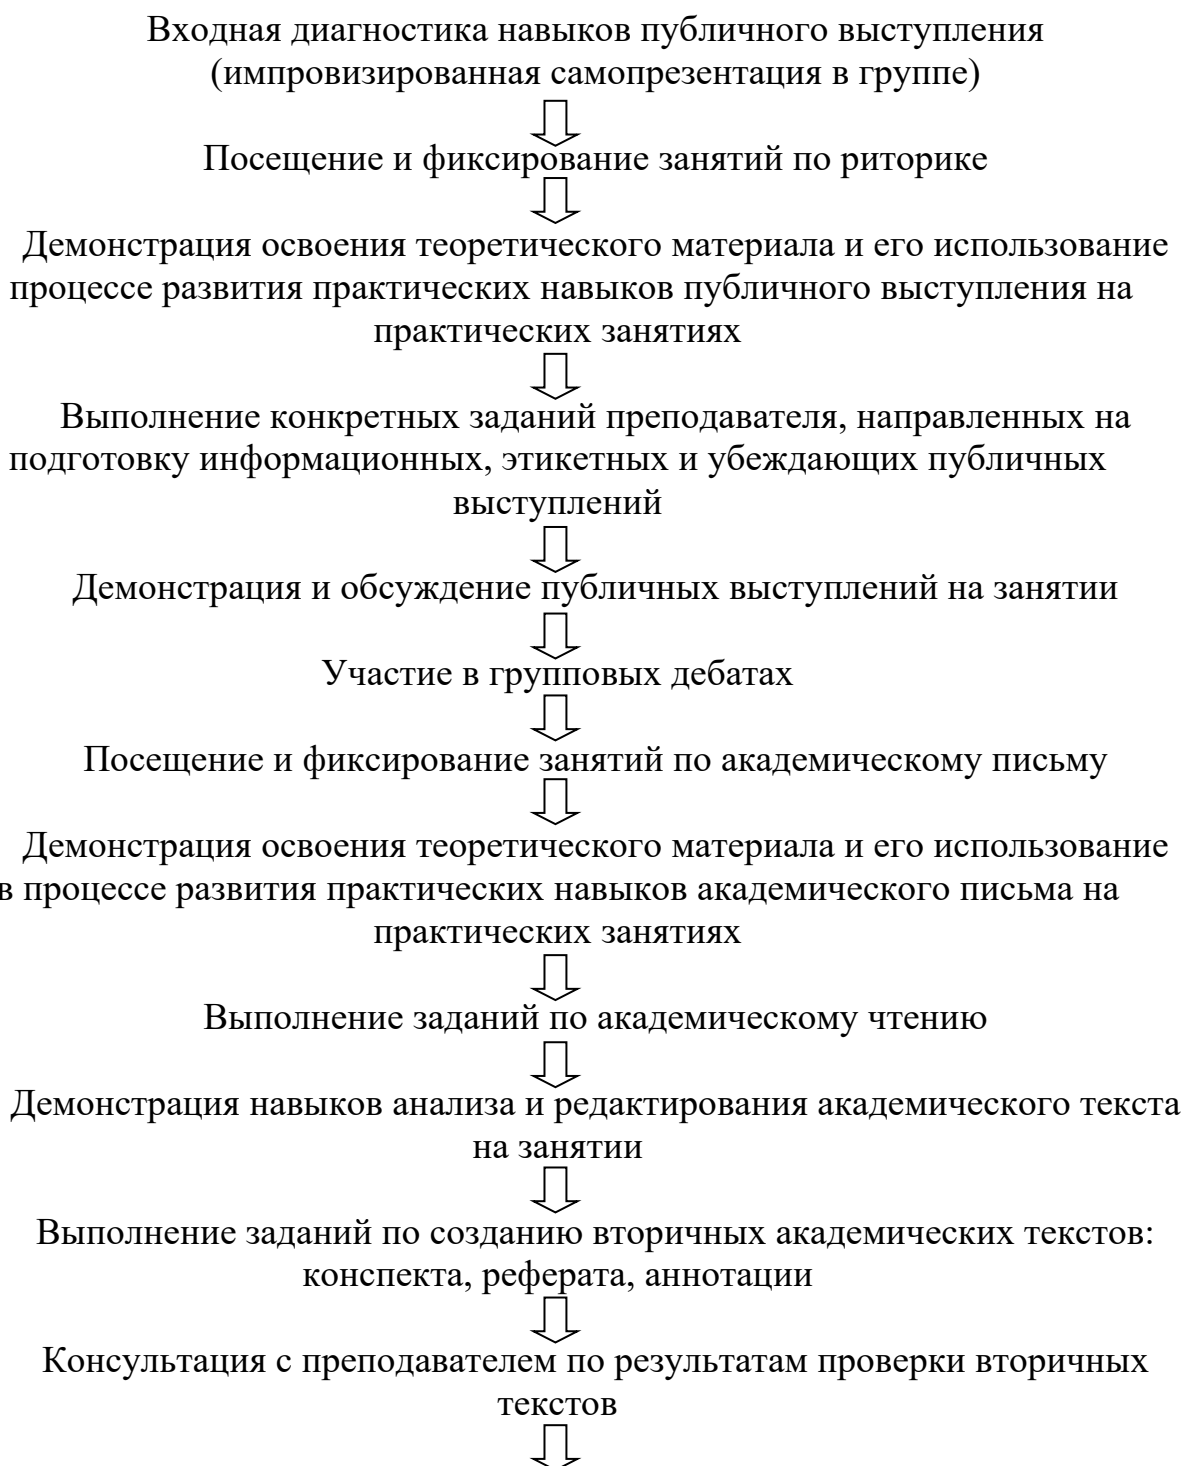 Входная диагностика навыков публичного выступления
(импровизированная самопрезентация в группе)
Посещение и фиксирование занятий по риторике
Демонстрация освоения теоретического материала и его использование
процессе развития практических навыков публичного выступления на
практических занятиях
Выполнение конкретных заданий преподавателя, направленных на
подготовку информационных, этикетных и убеждающих публичных
выступлений
Демонстрация и обсуждение публичных выступлений на занятии
Участие в групповых дебатах
Посещение и фиксирование занятий по академическому письму
Демонстрация освоения теоретического материала и его использование
в процессе развития практических навыков академического письма на
практических занятиях
Выполнение заданий по академическому чтению
Демонстрация навыков анализа и редактирования академического текста
на занятии
Выполнение заданий по созданию вторичных академических текстов:
конспекта, реферата, аннотации
Консультация с преподавателем по результатам проверки вторичных
текстов